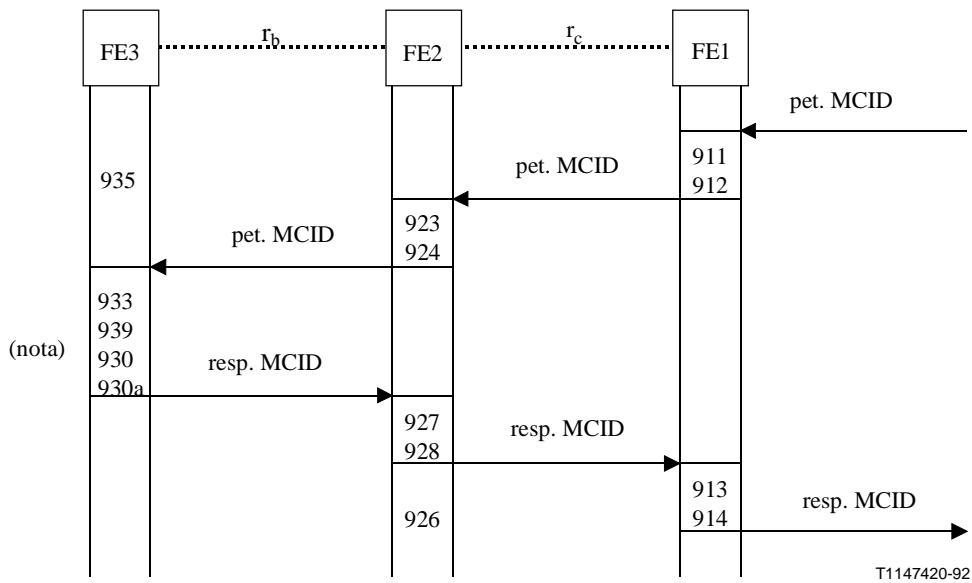 FE3
r_b
FE2
r_c
FE1
pet. MCID
911
912
pet. MCID
935
923
924
pet. MCID
933
939
930
930a
(nota)
resp. MCID
927
928
resp. MCID
913
914
resp. MCID
926
T1147420-92